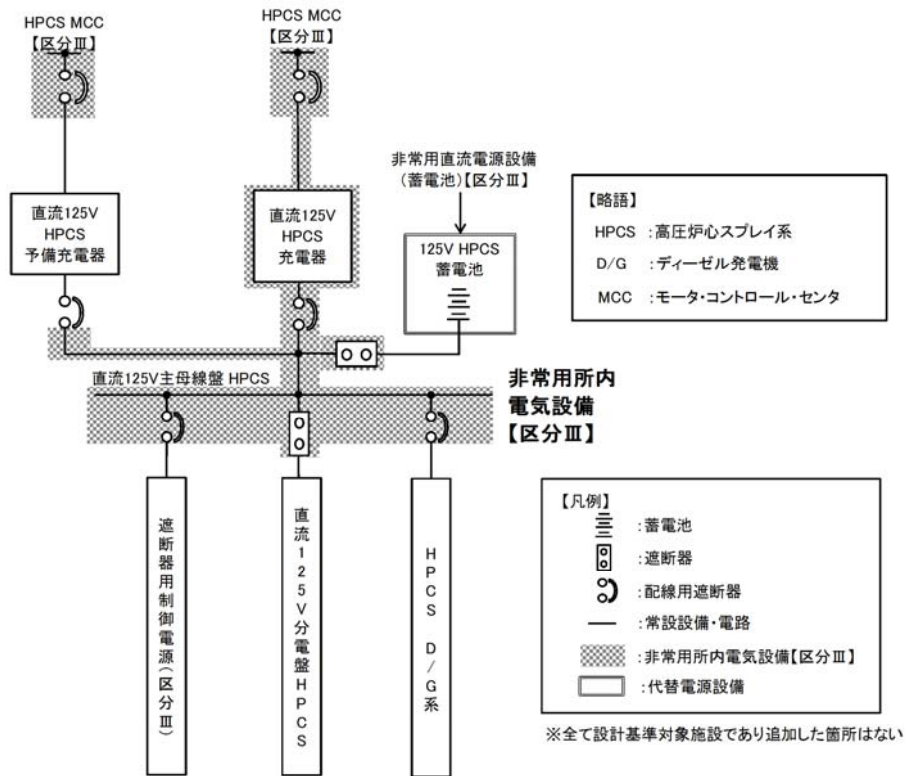 HPCS MCC
【区分Ⅲ】
HPCS MCC
【区分Ⅲ】
非常用直流電源設備
(蓄電池)【区分Ⅲ】
直流125V
HPCS
予備充電器
直流125V
HPCS
充電器
125V HPCS
蓄電池
【略語】
HPCS :高圧炉心スプレイ系
D/G :ディーゼル発電機
MCC :モータ・コントロール・センタ
直流125V主母線盤 HPCS
非常用所内
電気設備
【区分Ⅲ】
遮断器用制御電源(区分Ⅲ)
直流125V分電盤HPCS
HPCS D/G系
【凡例】
:蓄電池
:遮断器
:配線用遮断器
:常設設備・電路
:非常用所内電気設備【区分Ⅲ】
:代替電源設備
※全て設計基準対象施設であり追加した箇所はない